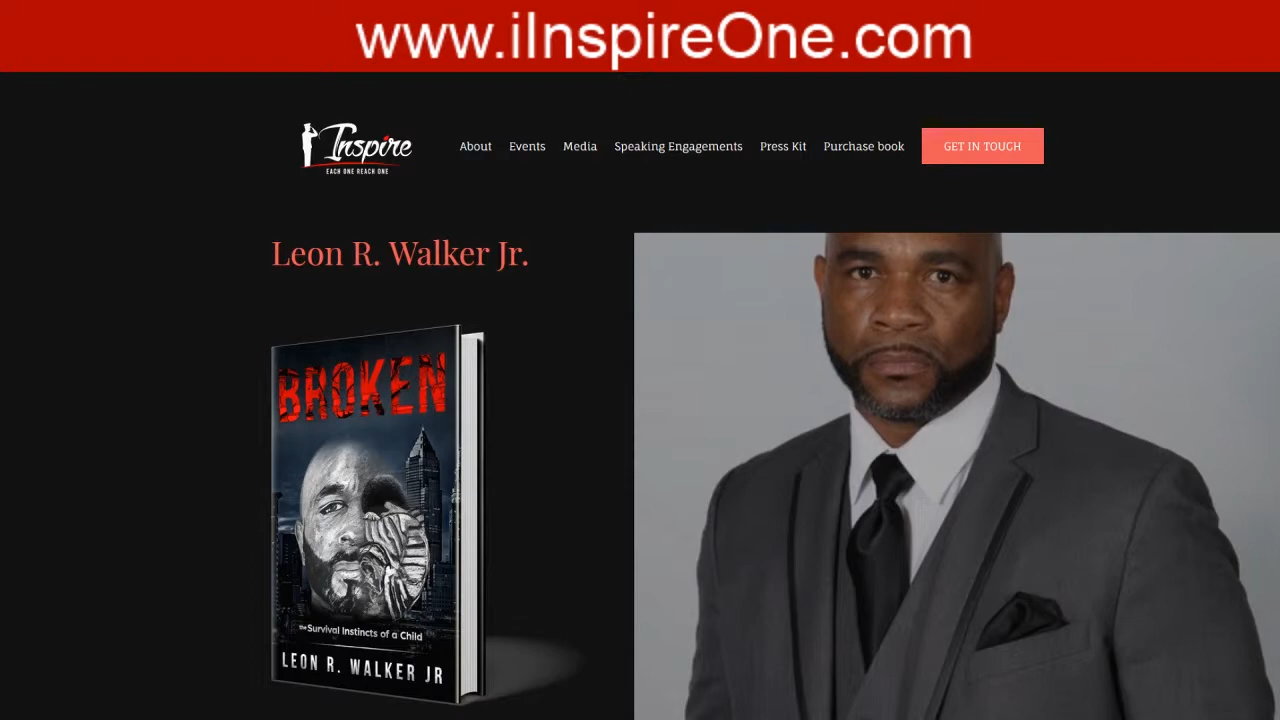 www.iInspireOne.com
Inspire
EACH ONE REACH ONE
About Events Media Speaking Engagements Press Kit Purchase book GET IN TOUCH
Leon R. Walker Jr.
BROKEN
the Survival Instincts of a Child
LEON R. WALKER JR